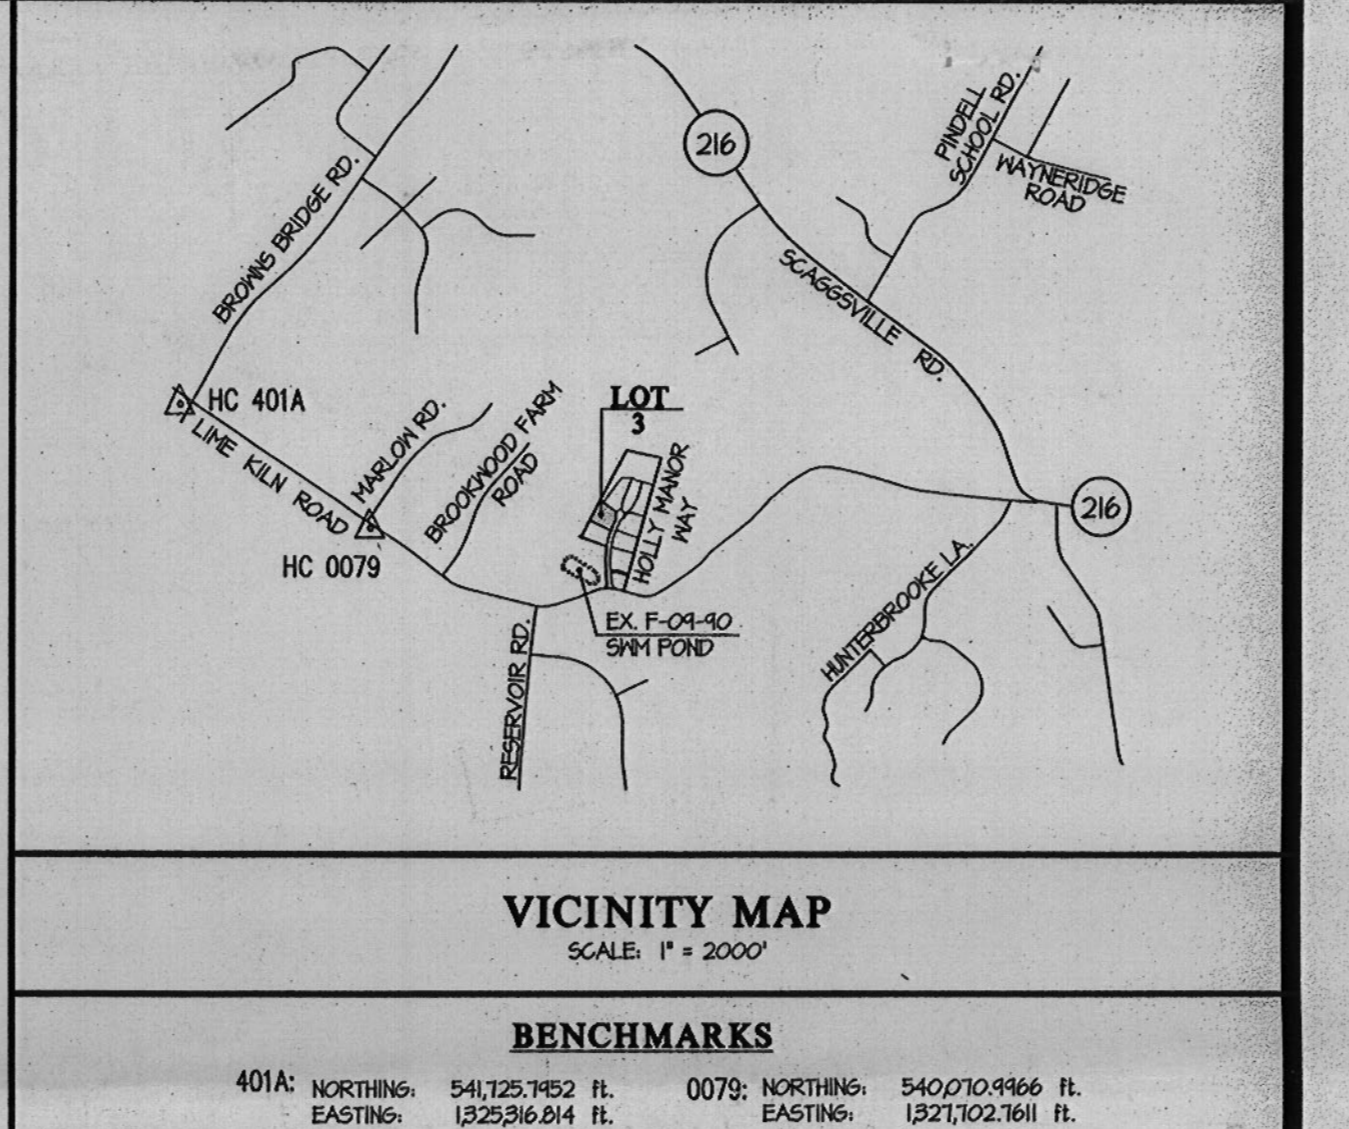 216
PINDELL
SCHOOL RD.
WAYNERIDGE
ROAD
BROWNS BRIDGE RD.
SCAGGSVILLE RD.
HC 401A
LIME KILN ROAD
MARLOW RD.
BROOKWOOD FARM
ROAD
LOT
3
HOLLY MANOR
WAY
216
HC 0079
HUNTERBROOKE LA.
EX. F-09-90
SWM POND
RESERVOIR RD.
VICINITY MAP
SCALE: 1" = 2000'
BENCHMARKS
401A: NORTHING: 541,725.7952 ft. 0079: NORTHING: 540,070.9966 ft.
EASTING: 1,325,316.814 ft. EASTING: 1,327,702.7611 ft.